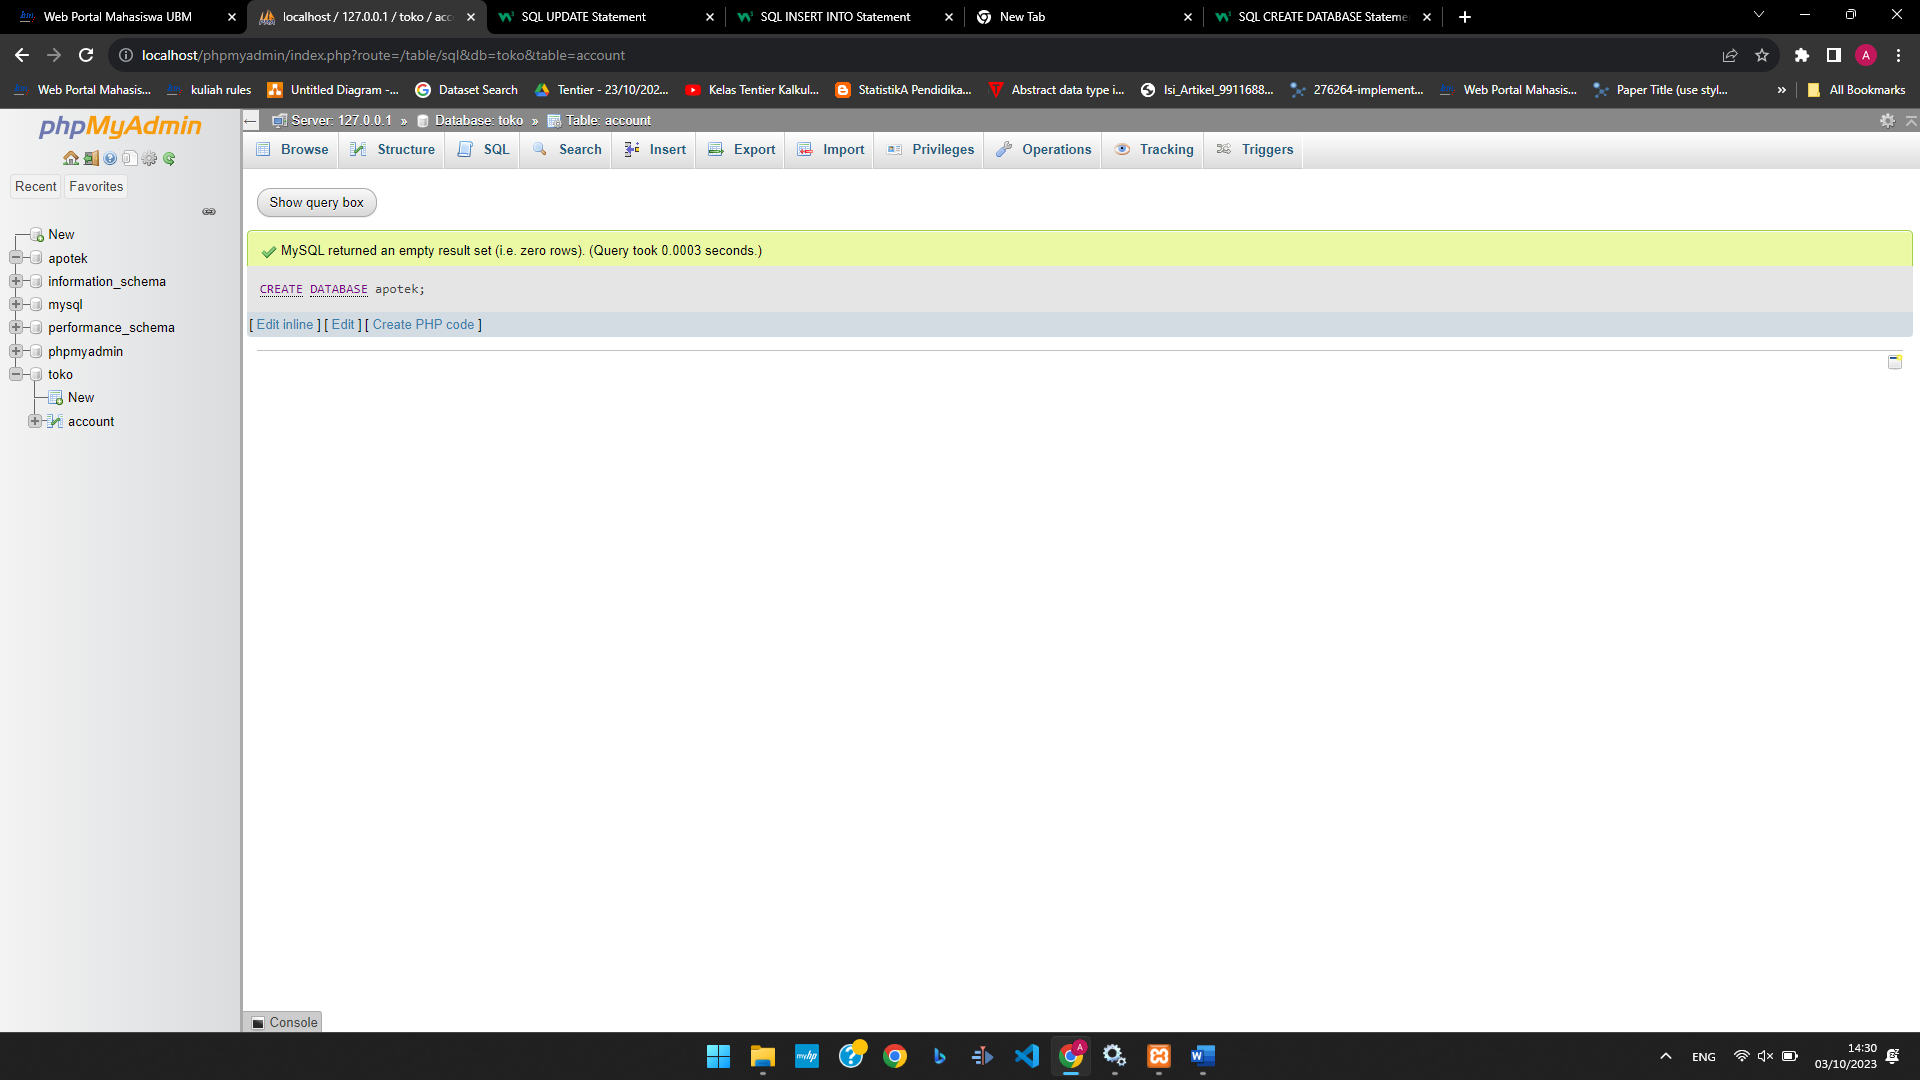 Web Portal Mahasiswa UBM
localhost / 127.0.0.1 / toko / acc
SQL UPDATE Statement
SQL INSERT INTO Statement
New Tab
SQL CREATE DATABASE Stateme
localhost/phpmyadmin/index.php?route=/table/sql&db=toko&table=account
A
Web Portal Mahasis...
kuliah rules
Untitled Diagram -...
Dataset Search
Tentier - 23/10/202...
Kelas Tentier Kalkul...
StatistikA Pendidika...
Abstract data type i...
Isi_Artikel_9911688...
276264-implement...
Web Portal Mahasis...
Paper Title (use styl...
»
All Bookmarks
phpMyAdmin
Recent
Favorites
New
apotek
information_schema
mysql
performance_schema
phpmyadmin
toko
New
account
Server: 127.0.0.1 » Database: toko » Table: account
Browse
Structure
SQL
Search
Insert
Export
Import
Privileges
Operations
Tracking
Triggers
Show query box
MySQL returned an empty result set (i.e. zero rows). (Query took 0.0003 seconds.)
CREATE DATABASE apotek;
[ Edit inline ] [ Edit ] [ Create PHP code ]
Console
myhp
A
ENG
14:30
03/10/2023